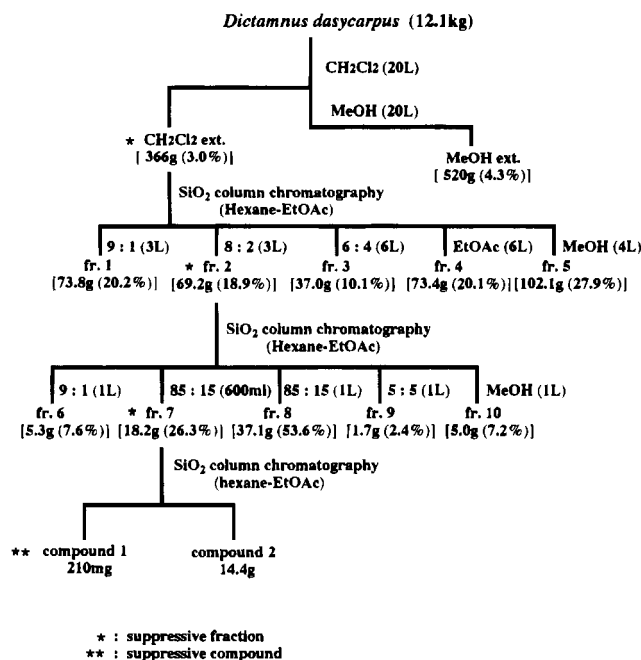 Dictamnus dasycarpus (12.1kg)
CH2Cl2 (20L)
MeOH (20L)
* CH2Cl2 ext.
[ 366g (3.0%)]
MeOH ext.
[ 520g (4.3%)]
SiO2 column chromatography
(Hexane-EtOAc)
9 : 1 (3L) 8 : 2 (3L) 6 : 4 (6L) EtOAc (6L) MeOH (4L)
fr. 1 * fr. 2 fr. 3 fr. 4 fr. 5
[73.8g (20.2%)] [69.2g (18.9%)] [37.0g (10.1%)] [73.4g (20.1%)] [102.1g (27.9%)]
SiO2 column chromatography
(Hexane-EtOAc)
9 : 1 (1L) 85 : 15 (600ml) 85 : 15 (1L) 5 : 5 (1L) MeOH (1L)
fr. 6 * fr. 7 fr. 8 fr. 9 fr. 10
[5.3g (7.6%)] [18.2g (26.3%)] [37.1g (53.6%)] [1.7g (2.4%)] [5.0g (7.2%)]
SiO2 column chromatography
(hexane-EtOAc)
** compound 1 compound 2
210mg 14.4g
* : suppressive fraction
** : suppressive compound